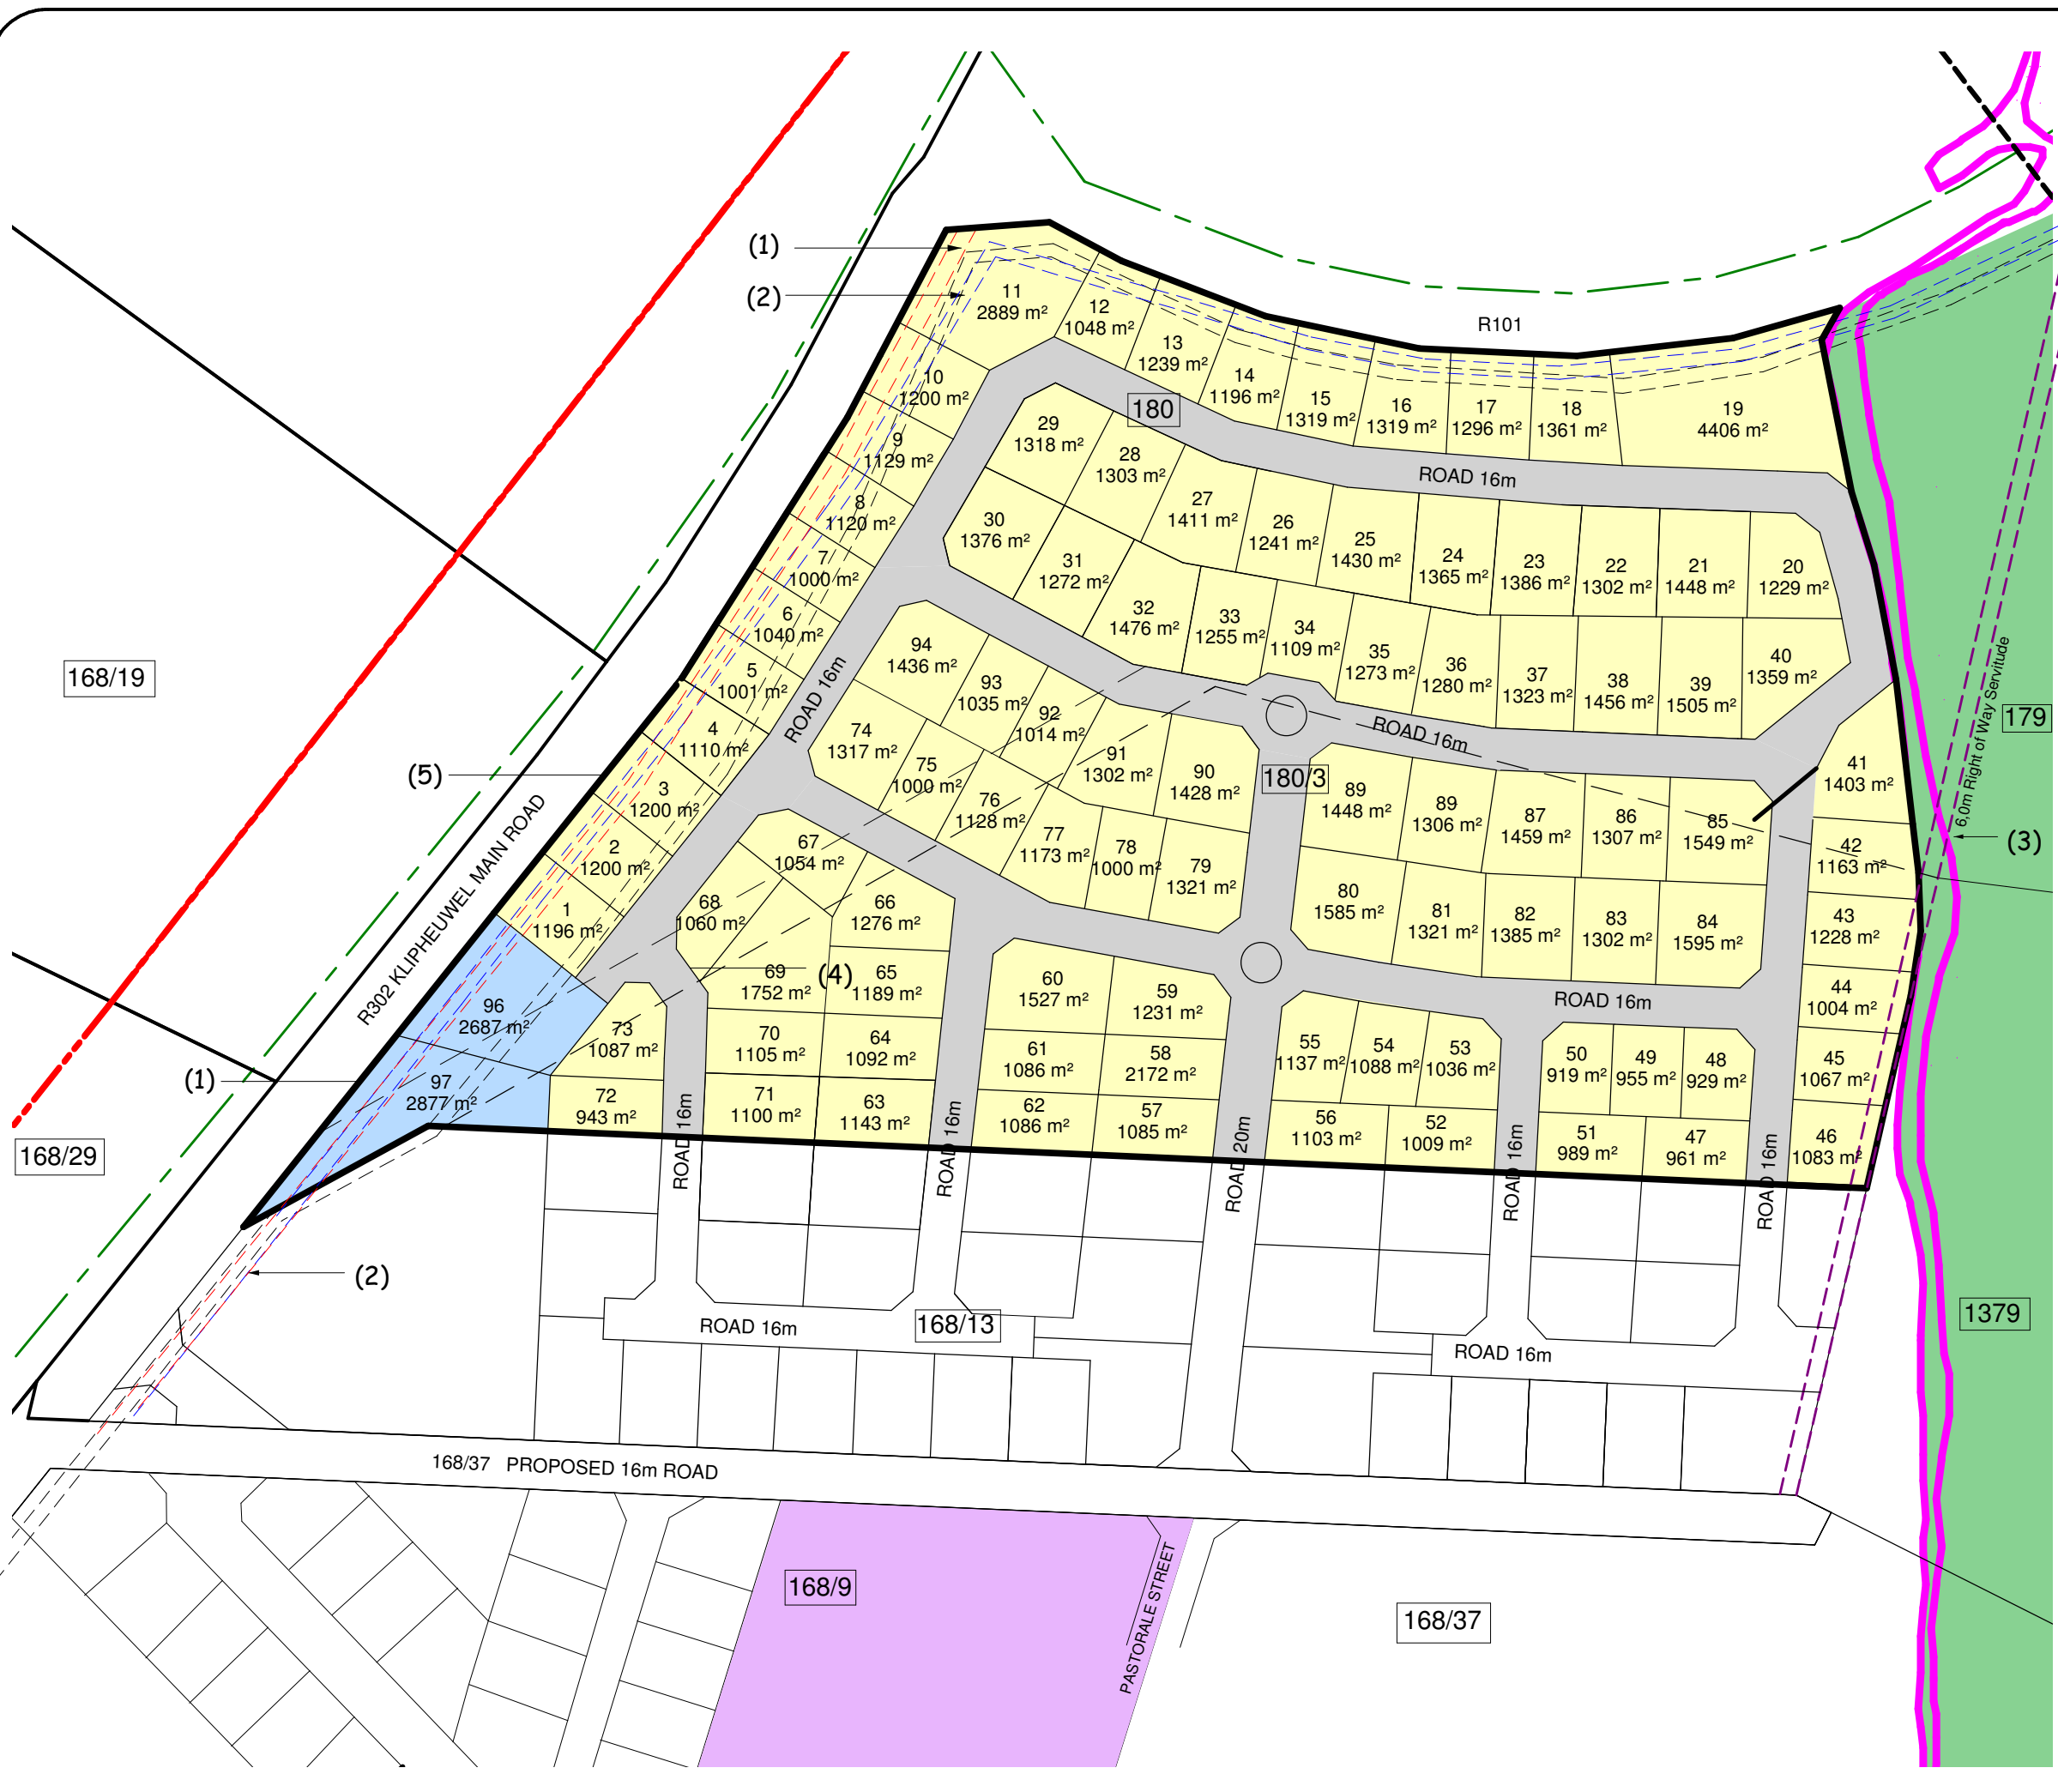 (1)
(2)
11
2889 m²
12
1048 m²
13
1239 m²
14
1196 m²
15
1319 m²
16
1319 m²
17
1296 m²
18
1361 m²
19
4406 m²
R101
10
1200 m²
9
1129 m²
8
1120 m²
7
1000 m²
6
1040 m²
5
1001 m²
4
1110 m²
3
1200 m²
2
1200 m²
1
1196 m²
180
ROAD 16m
29
1318 m²
28
1303 m²
27
1411 m²
26
1241 m²
25
1430 m²
24
1365 m²
23
1386 m²
22
1302 m²
21
1448 m²
20
1229 m²
30
1376 m²
31
1272 m²
32
1476 m²
33
1255 m²
34
1109 m²
35
1273 m²
36
1280 m²
37
1323 m²
38
1456 m²
39
1505 m²
40
1359 m²
168/19
ROAD 16m
94
1436 m²
93
1035 m²
92
1014 m²
91
1302 m²
90
1428 m²
ROAD 16m
180/3
89
1448 m²
89
1306 m²
87
1459 m²
86
1307 m²
85
1549 m²
41
1403 m²
42
1163 m²
43
1228 m²
44
1004 m²
45
1067 m²
46
1083 m²
6,0m Right of Way Servitude
179
(3)
(5)
R302 KLIPHEUWEL MAIN ROAD
74
1317 m²
75
1000 m²
76
1128 m²
77
1173 m²
78
1000 m²
79
1321 m²
80
1585 m²
81
1321 m²
82
1385 m²
83
1302 m²
84
1595 m²
67
1054 m²
68
1060 m²
66
1276 m²
69
1752 m²
(4)
65
1189 m²
70
1105 m²
64
1092 m²
71
1100 m²
63
1143 m²
96
2687 m²
97
2877 m²
73
1087 m²
72
943 m²
60
1527 m²
59
1231 m²
61
1086 m²
58
2172 m²
62
1086 m²
57
1085 m²
ROAD 16m
55
1137 m²
54
1088 m²
53
1036 m²
56
1103 m²
52
1009 m²
50
919 m²
49
955 m²
48
929 m²
51
989 m²
47
961 m²
(1)
168/29
ROAD 16m
ROAD 16m
ROAD 20m
ROAD 16m
ROAD 16m
(2)
ROAD 16m
168/13
ROAD 16m
1379
168/37 PROPOSED 16m ROAD
168/9
PASTORALE STREET
168/37